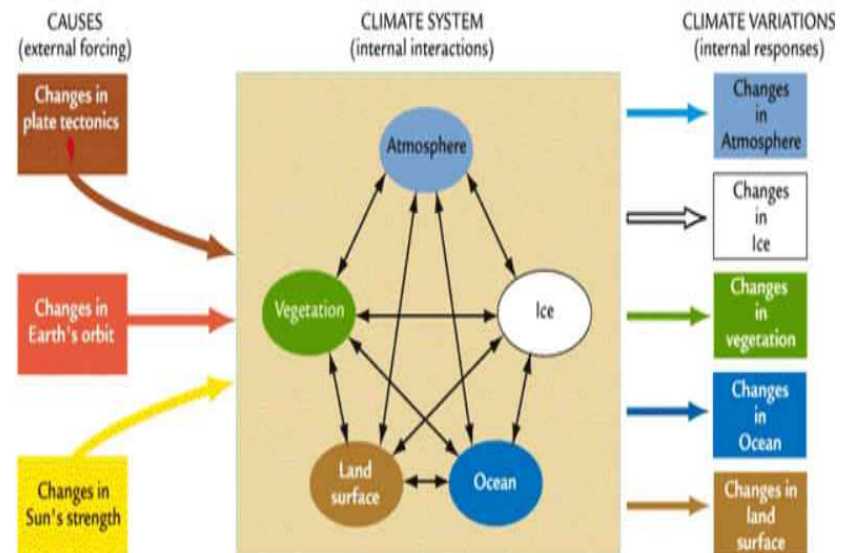 CAUSES
(external forcing)
CLIMATE SYSTEM
(internal interactions)
CLIMATE VARIATIONS
(internal responses)
Changes in
plate tectonics
Changes in
Earth's orbit
Changes in
Sun's strength
Atmosphere
Vegetation
Ice
Land
surface
Ocean
Changes
in
Atmosphere
Changes
in
Ice
Changes
in
vegetation
Changes
in
Ocean
Changes in
land
surface